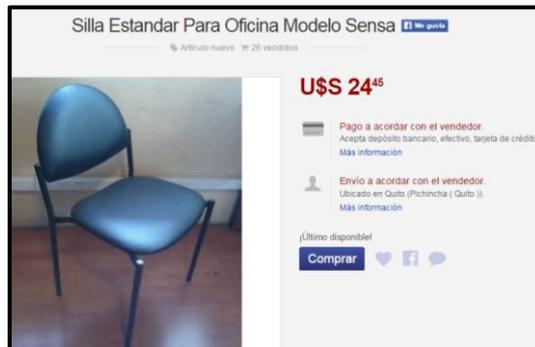 Silla Estandar Para Oficina Modelo Sensa Me gusta
Artículo nuevo 26 vendidos
U$S 24⁴⁵
Pago a acordar con el vendedor.
Acepta depósito bancario, efectivo, tarjeta de crédito
Más información
Envío a acordar con el vendedor.
Ubicado en Quito (Pichincha ( Quito ))
Más información
¡Último disponible!
Comprar